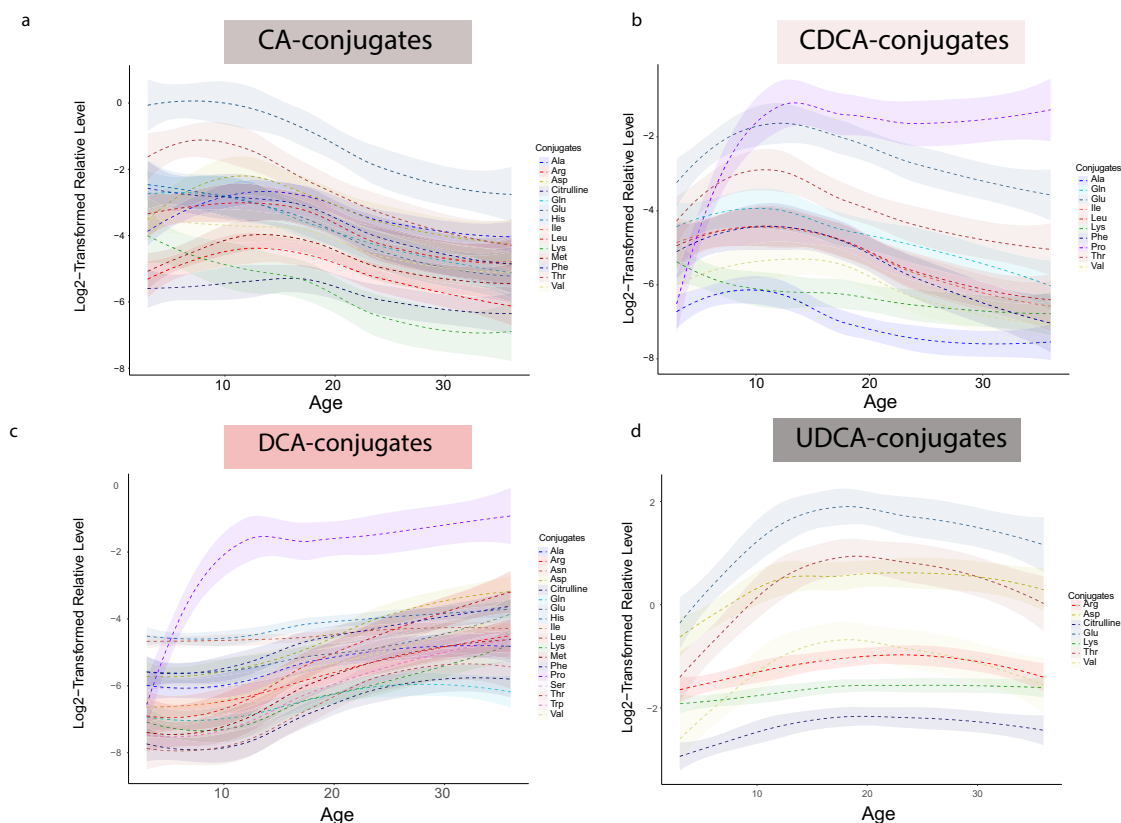 a
CA-conjugates
Log2−Transformed Relative Level
0
−2
−4
−6
−8
10
20
30
Age
Conjugates
Ala
Arg
Asp
Citrulline
Gln
Glu
His
Ile
Leu
Lys
Met
Phe
Thr
Val
b
CDCA-conjugates
Log2−Transformed Relative Level
−2
−4
−6
−8
10
20
30
Age
Conjugates
Ala
Gln
Glu
Ile
Leu
Lys
Phe
Pro
Thr
Val
c
DCA-conjugates
Log2−Transformed Relative Level
0
−2
−4
−6
−8
10
20
30
Age
Conjugates
Ala
Arg
Asn
Asp
Citrulline
Gln
Glu
His
Ile
Leu
Lys
Met
Phe
Pro
Ser
Thr
Trp
Val
d
UDCA-conjugates
Log2−Transformed Relative Level
2
0
−2
10
20
30
Age
Conjugates
Arg
Asp
Citrulline
Glu
Lys
Thr
Val